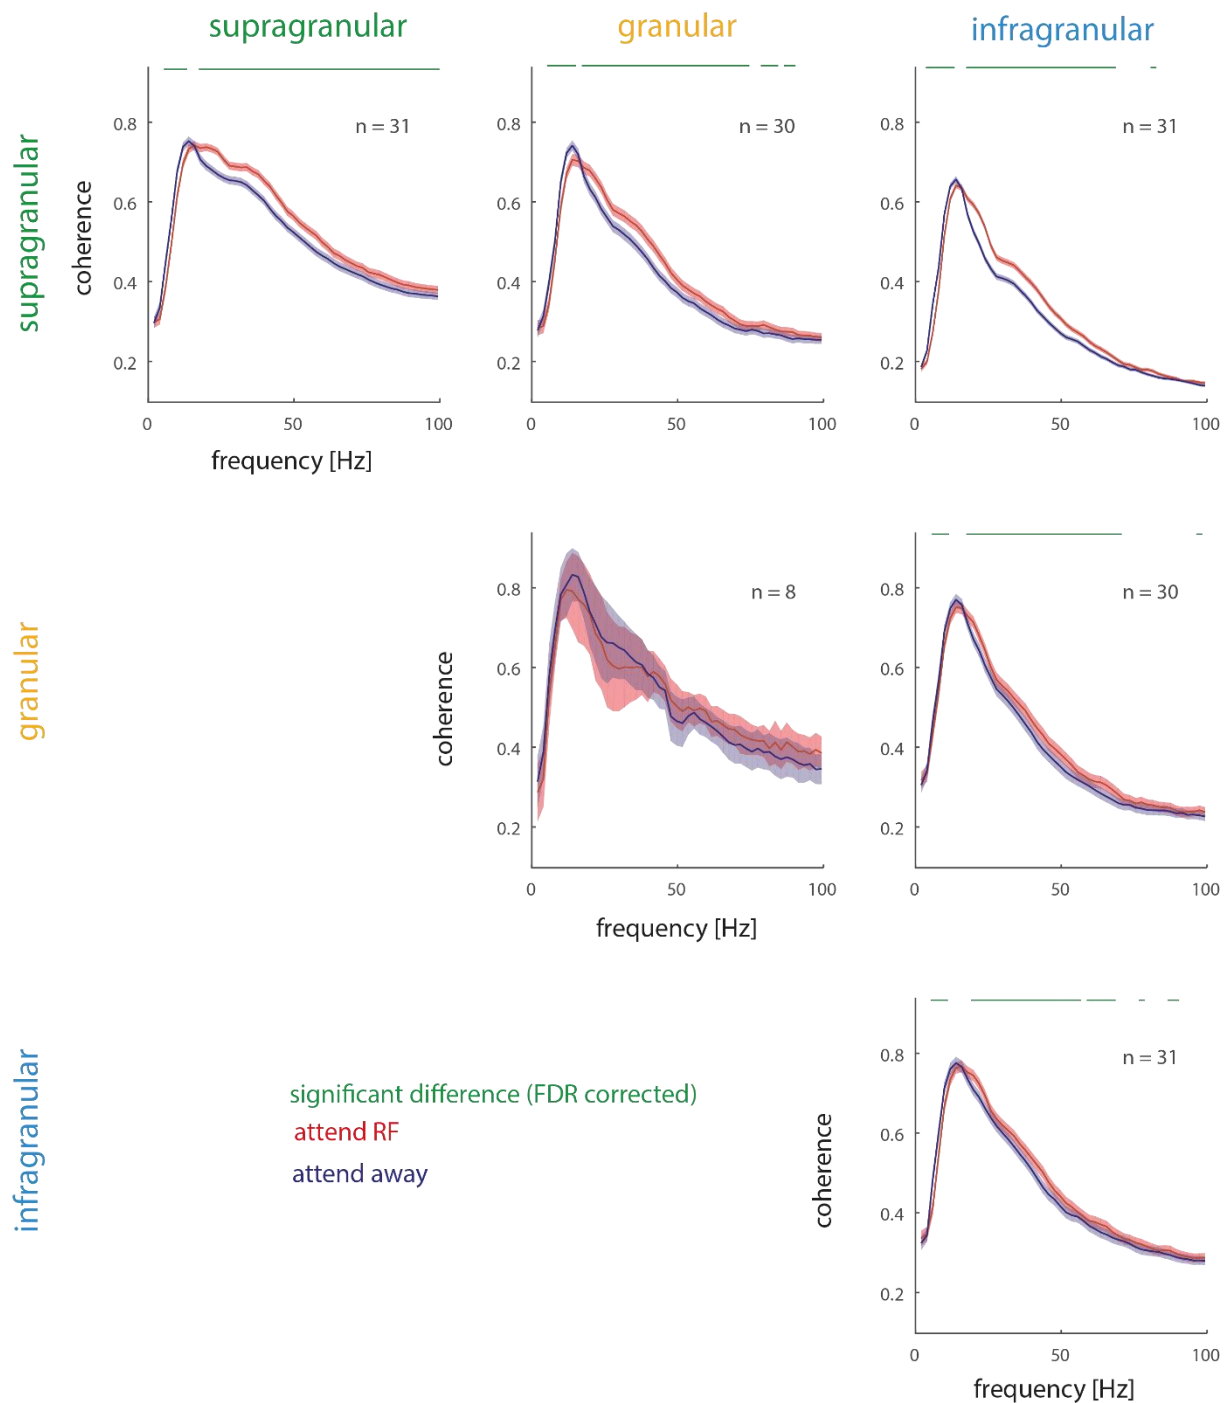 supragranular
granular
infragranular
supragranular
coherence
0.8
0.6
0.4
0.2
n = 31
0
50
100
frequency [Hz]
0.8
0.6
0.4
0.2
n = 30
0
50
100
0.8
0.6
0.4
0.2
n = 31
0
50
100
granular
coherence
0.8
0.6
0.4
0.2
n = 8
0
50
100
frequency [Hz]
0.8
0.6
0.4
0.2
n = 30
0
50
100
infragranular
significant difference (FDR corrected)
attend RF
attend away
coherence
0.8
0.6
0.4
0.2
n = 31
0
50
100
frequency [Hz]